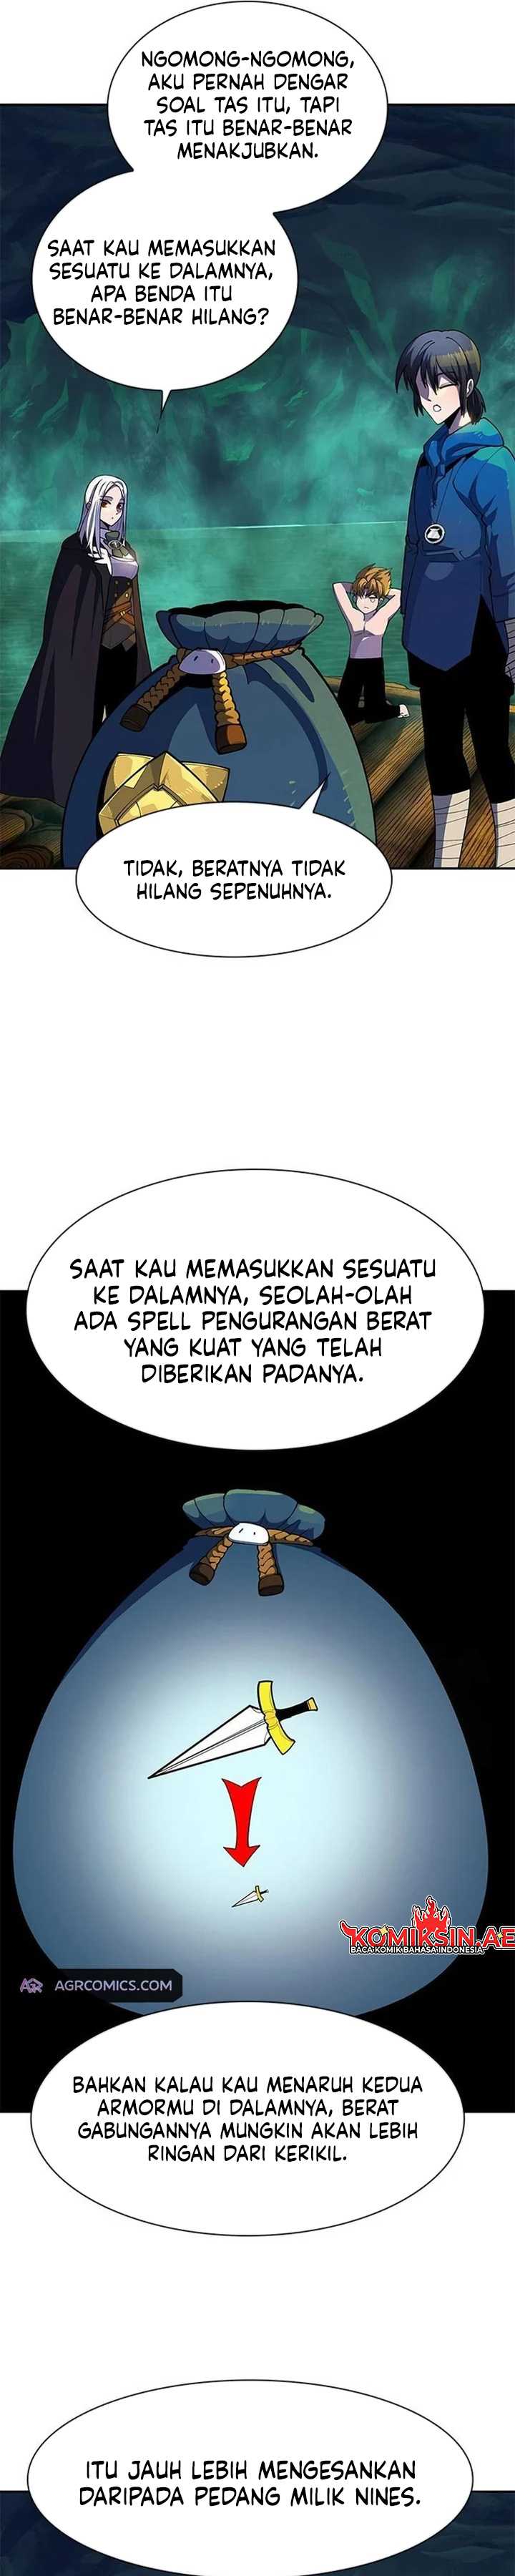 NGOMONG-NGOMONG,
AKU PERNAH DENGAR
SOAL TAS ITU, TAPI
TAS ITU BENAR-BENAR
MENAKJUBKAN.
SAAT KAU MEMASUKKAN
SESUATU KE DALAMNYA,
APA BENDA ITU
BENAR-BENAR HILANG?
TIDAK, BERATNYA TIDAK
HILANG SEPENUHNYA.
SAAT KAU MEMASUKKAN SESUATU
KE DALAMNYA, SEOLAH-OLAH
ADA SPELL PENGURANGAN BERAT
YANG KUAT YANG TELAH
DIBERIKAN PADANYA.
KOMIKSIN.AE
BACA KOMIK BAHASA INDONESIA
AGRCOMICS.COM
BAHKAN KALAU KAU MENARUH KEDUA
ARMORMU DI DALAMNYA, BERAT
GABUNGANNYA MUNGKIN AKAN LEBIH
RINGAN DARI KERIKIL.
ITU JAUH LEBIH MENGESANKAN
DARIPADA PEDANG MILIK NINES.